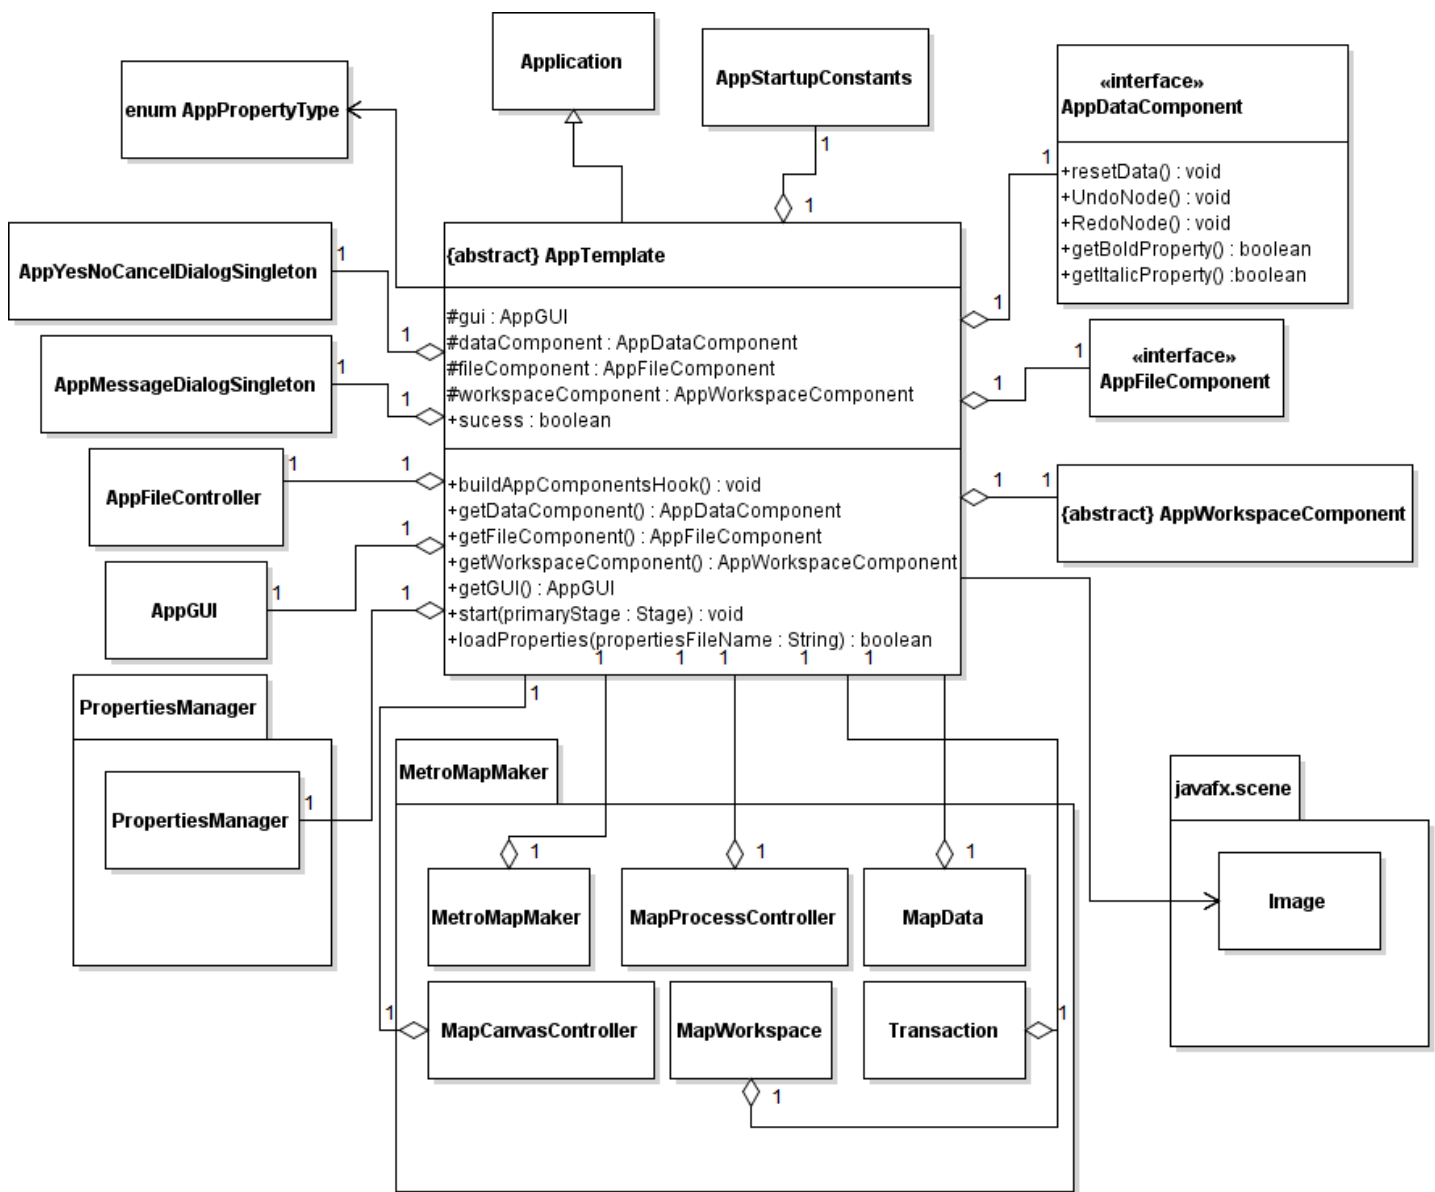 Application
AppStartupConstants
enum AppPropertyType
«interface»
AppDataComponent
+resetData() : void
+UndoNode() : void
+RedoNode() : void
+getBoldProperty() : boolean
+getItalicProperty() :boolean
1
1
1
1
AppYesNoCancelDialogSingleton
1
1
AppMessageDialogSingleton
1
1
AppFileController
1
1
AppGUI
1
1
{abstract} AppTemplate
#gui : AppGUI
#dataComponent : AppDataComponent
#fileComponent : AppFileComponent
#workspaceComponent : AppWorkspaceComponent
+sucess : boolean
+buildAppComponentsHook() : void
+getDataComponent() : AppDataComponent
+getFileComponent() : AppFileComponent
+getWorkspaceComponent() : AppWorkspaceComponent
+getGUI() : AppGUI
+start(primaryStage : Stage) : void
+loadProperties(propertiesFileName : String) : boolean
1 1 1 1 1
1
1
1
«interface»
AppFileComponent
1
1
{abstract} AppWorkspaceComponent
PropertiesManager
PropertiesManager
1
1
MetroMapMaker
1
1
1
MetroMapMaker
MapProcessController
MapData
1
MapCanvasController
MapWorkspace
Transaction
1
1
javafx.scene
Image